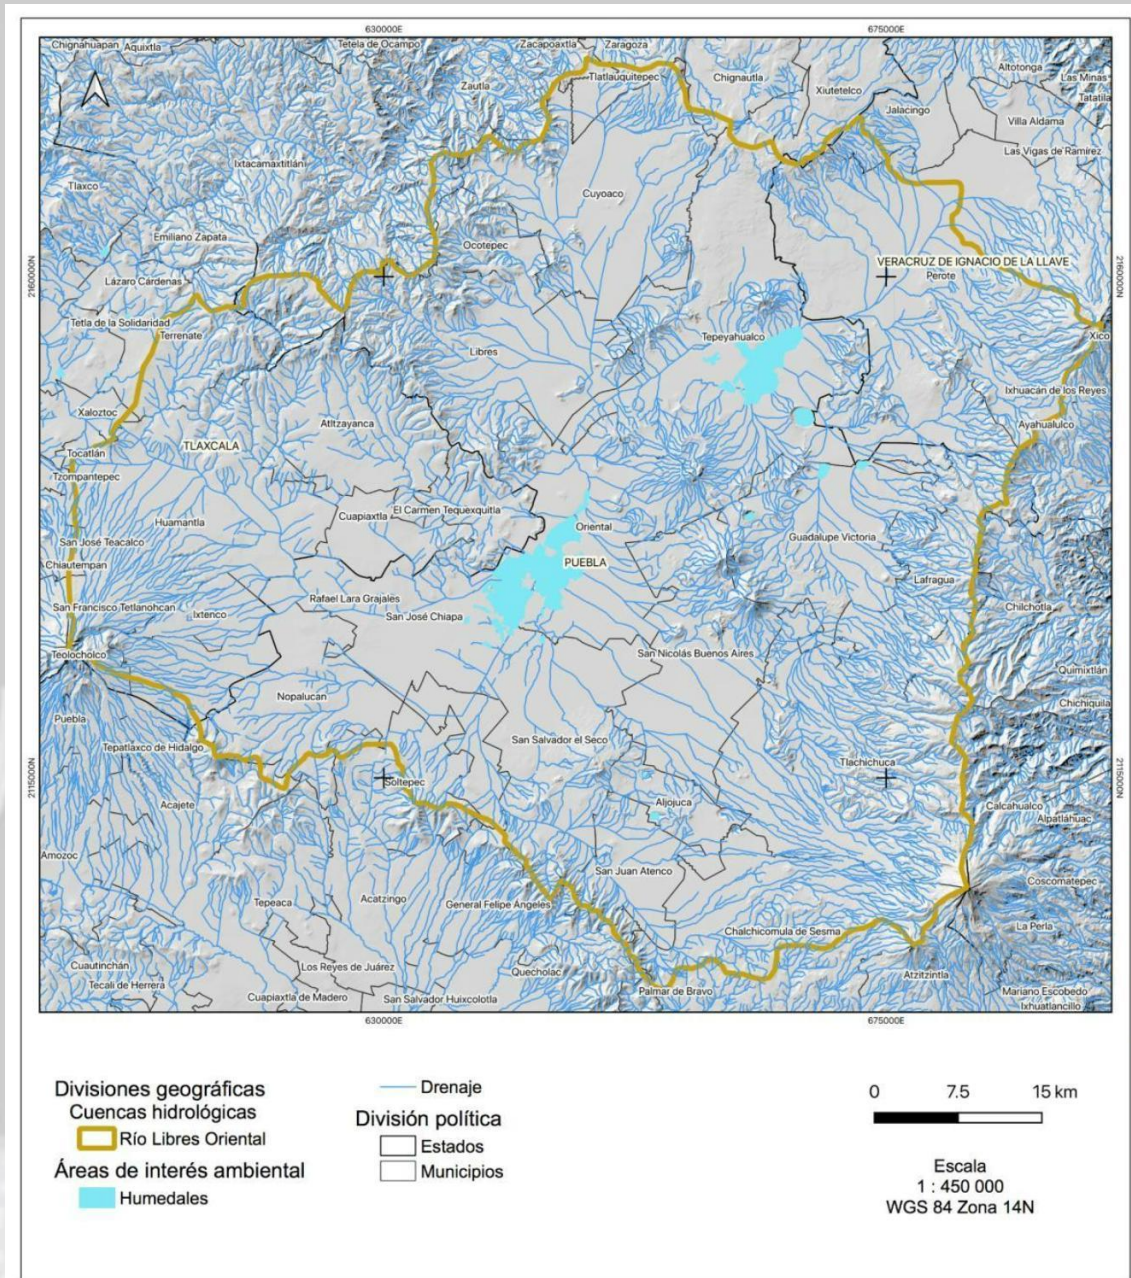 630000E
675000E
Chignahuapan
Aquixtla
Tetela de Ocampo
Zacapoaxtla
Zaragoza
Tlatlauquitepec
Chignautla
Altotonga
Las Minas
Tatatila
Zautla
Xiutetelco
Jalacingo
Villa Aldama
Las Vigas de Ramírez
Ixtacamaxtitlán
Tlaxco
Cuyoaco
Emiliano Zapata
Ocotepec
2160000N
VERACRUZ DE IGNACIO DE LA LLAVE
2160000N
Lázaro Cárdenas
Perote
Tetla de la Solidaridad
Terrenate
Tepeyahualco
Xico
Libres
Ixhuacán de los Reyes
Xaloztoc
Atltzayanca
Ayahualulco
TLAXCALA
Tocatlán
Tzompantepec
El Carmen Tequexquitla
Cuapiaxtla
Huamantla
Oriental
San José Teacalco
Guadalupe Victoria
Chiautempan
PUEBLA
Lafragua
Rafael Lara Grajales
San Francisco Tetlanohcan
Ixtenco
San José Chiapa
Chilchotla
Teolocholco
San Nicolás Buenos Aires
Quimixtlán
Nopalucan
Chichiquila
Puebla
Tepatlaxco de Hidalgo
San Salvador el Seco
Tlachichuca
2115000N
2115000N
Soltepec
Acajete
Aljojuca
Calcahualco
Alpatláhuac
Amozoc
San Juan Atenco
Coscomatepec
Tepeaca
Acatzingo
General Felipe Ángeles
La Perla
Chalchicomula de Sesma
Cuautinchán
Los Reyes de Juárez
Quecholac
Atzitzintla
Tecali de Herrera
Palmar de Bravo
Mariano Escobedo
Cuapiaxtla de Madero
San Salvador Huixcolotla
Ixhuatlancillo
630000E
675000E
Divisiones geográficas
Cuencas hidrológicas
Río Libres Oriental
Áreas de interés ambiental
Humedales
Drenaje
División política
Estados
Municipios
0 7.5 15 km
Escala
1 : 450 000
WGS 84 Zona 14N